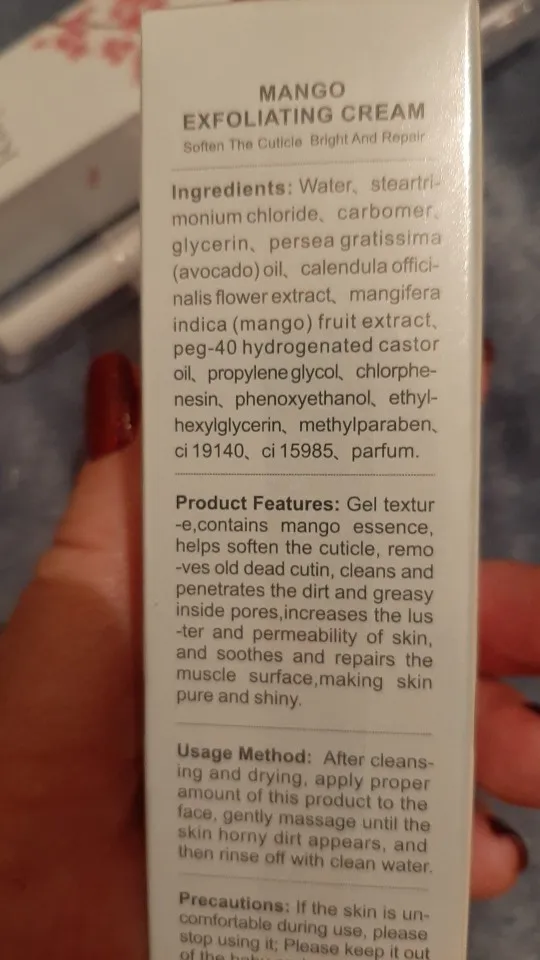 MANGO
EXFOLIATING CREAM
Soften The Cuticle Bright And Repair
Ingredients: Water、 steartri-
monium chloride、 carbomer、
glycerin、 persea gratissima
(avocado) oil、 calendula offici-
nalis flower extract、 mangifera
indica (mango) fruit extract、
peg-40 hydrogenated castor
oil、 propylene glycol、 chlorphe-
nesin、 phenoxyethanol、 ethyl-
hexylglycerin、 methylparaben、
ci 19140、 ci 15985、 parfum.
Product Features: Gel textur
-e,contains mango essence,
helps soften the cuticle, remo
-ves old dead cutin, cleans and
penetrates the dirt and greasy
inside pores,increases the lus
-ter and permeability of skin,
and soothes and repairs the
muscle surface,making skin
pure and shiny.
Usage Method: After cleans-
ing and drying, apply proper
amount of this product to the
face, gently massage until the
skin horny dirt appears, and
then rinse off with clean water.
Precautions: If the skin is un-
comfortable during use, please
stop using it; Please keep it out
of the